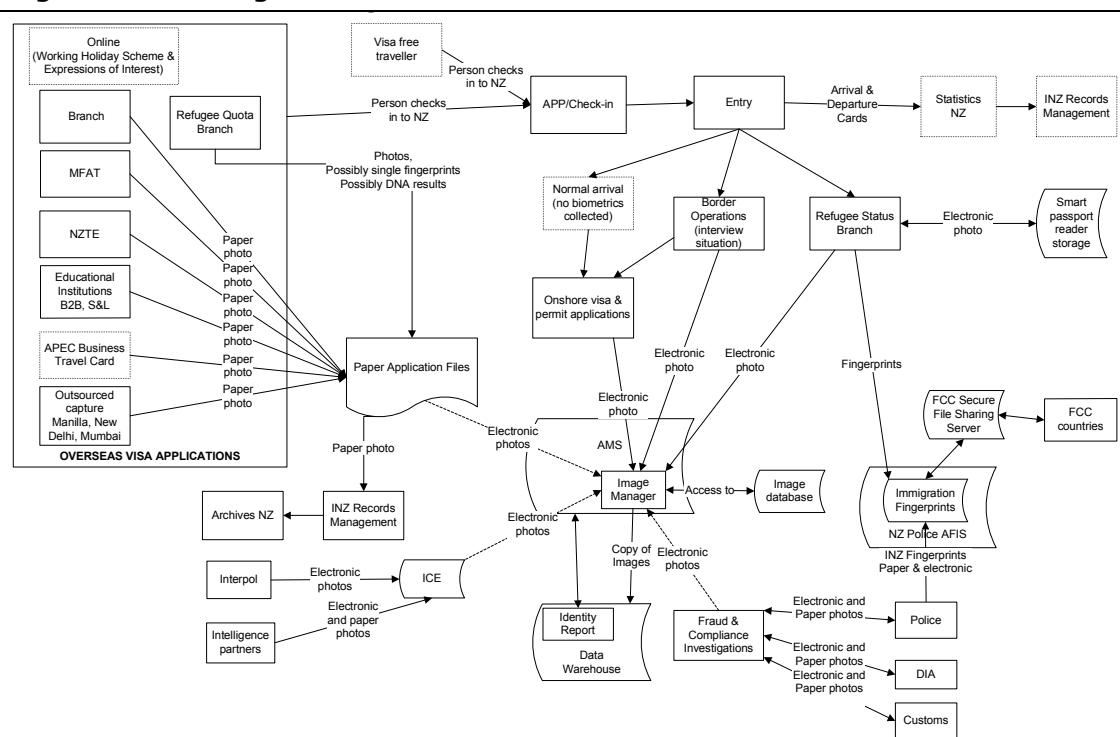 Online
(Working Holiday Scheme &
Expressions of Interest)
Branch
Refugee Quota
Branch
MFAT
NZTE
Educational
Institutions
B2B, S&L
APEC Business
Travel Card
Outsourced
capture
Manilla, New
Delhi, Mumbai
OVERSEAS VISA APPLICATIONS
Paper
photo
Paper
photo
Paper
photo
Paper
photo
Paper
photo
Paper
photo
Visa free
traveller
Person checks
in to NZ
Person checks
in to NZ
APP/Check-in
Entry
Arrival &
Departure
Cards
Statistics
NZ
INZ Records
Management
Photos,
Possibly single fingerprints
Possibly DNA results
Normal arrival
(no biometrics
collected)
Border
Operations
(interview
situation)
Refugee Status
Branch
Electronic
photo
Smart
passport
reader
storage
Onshore visa &
permit applications
Paper Application Files
Electronic
photo
Electronic
photo
Electronic
photo
Fingerprints
FCC Secure
File Sharing
Server
FCC
countries
Paper photo
Electronic
photos
AMS
Image
Manager
Access to
Image
database
Immigration
Fingerprints
NZ Police AFIS
INZ Fingerprints
Paper & electronic
Archives NZ
INZ Records
Management
Electronic
photos
Interpol
Electronic
photos
ICE
Intelligence
partners
Electronic
and paper
photos
Copy of
Images
Electronic
photos
Identity
Report
Data
Warehouse
Fraud &
Compliance
Investigations
Electronic and
Paper photos
Police
Electronic and
Paper photos
DIA
Electronic and
Paper photos
Customs